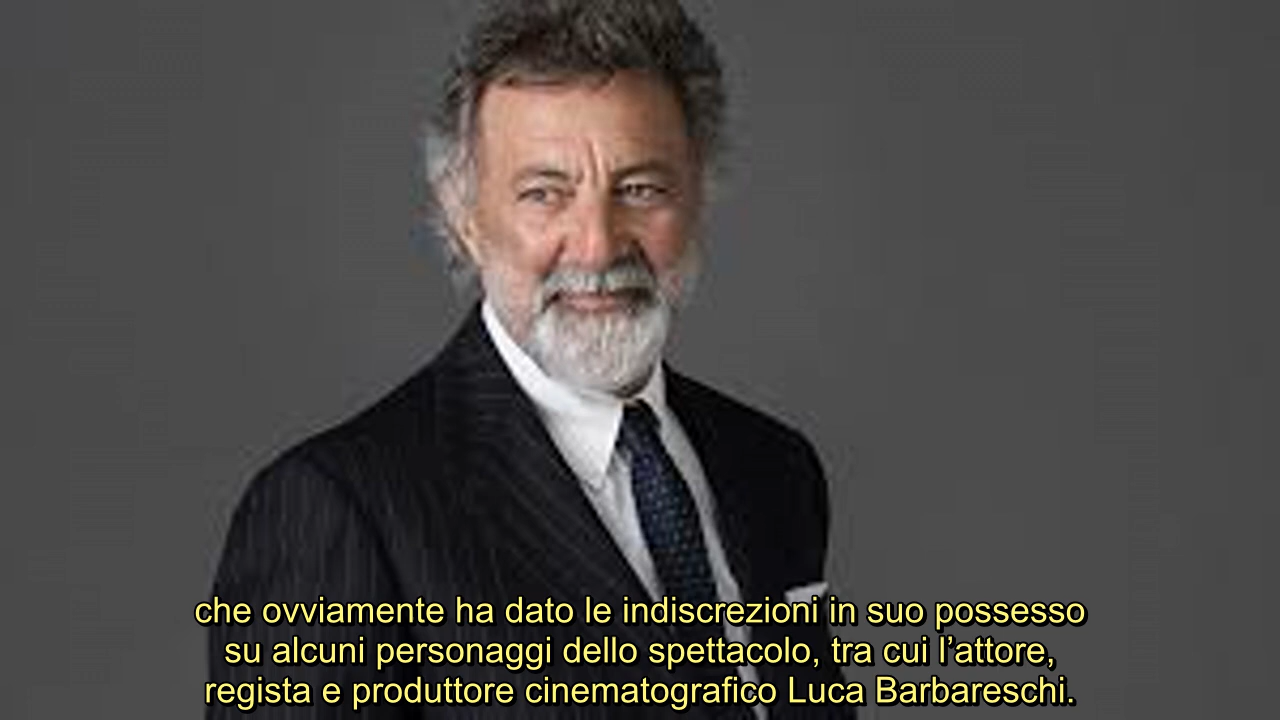 che ovviamente ha dato le indiscrezioni in suo possesso
su alcuni personaggi dello spettacolo, tra cui l’attore,
regista e produttore cinematografico Luca Barbareschi.